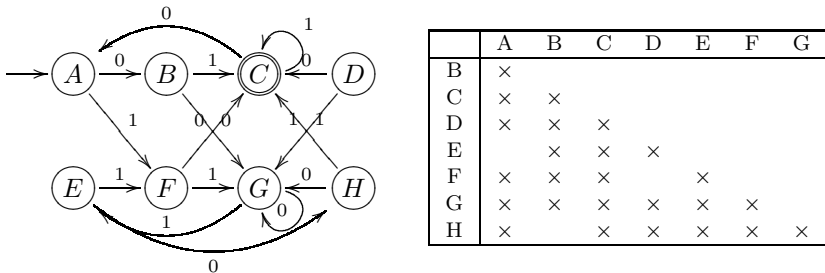 0 1
A 0 B 1 C 0 D
1 0 0 1 1
E 1 F 1 G 0 H
1 0
0
A B C D E F G
B ×
C × ×
D × × ×
E × × ×
F × × × ×
G × × × × × ×
H × × × × × ×